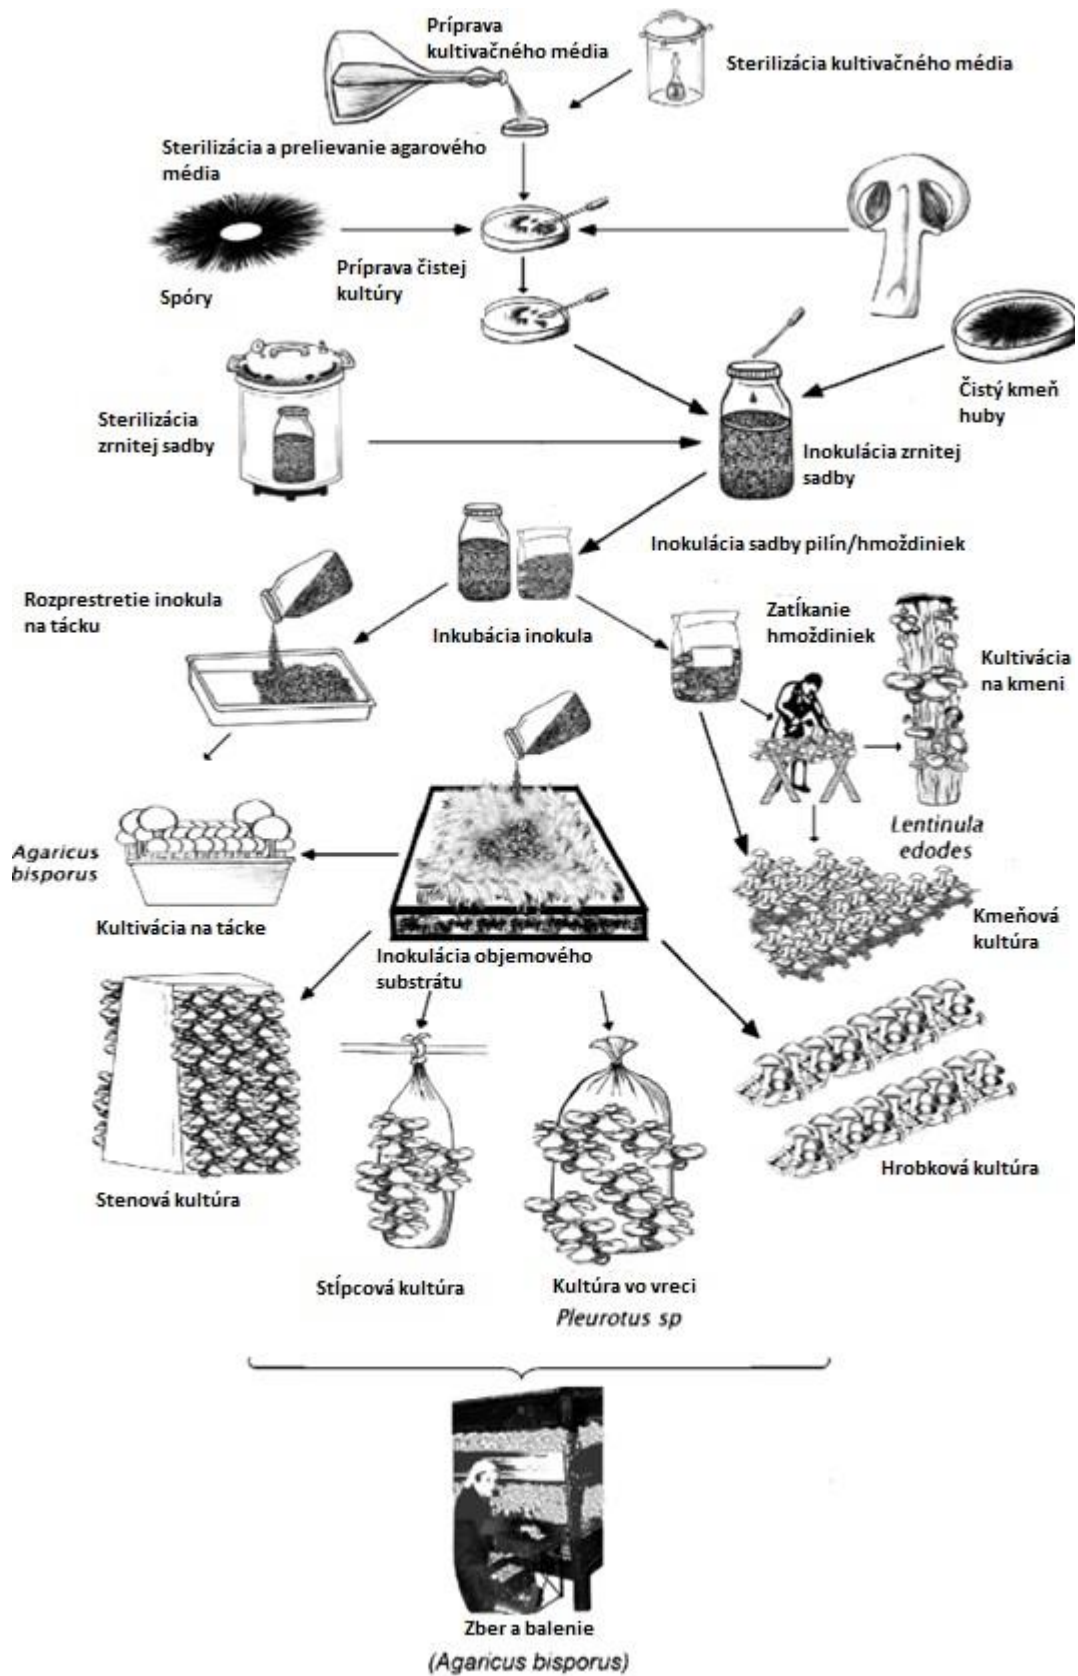 Príprava
kultivačného média
Sterilizácia kultivačného média
Sterilizácia a prelievanie agarového
média
Spóry
Príprava čistej
kultúry
Čistý kmeň
huby
Sterilizácia
zrnitej sadby
Inokulácia zrnitej
sadby
Inokulácia sadby pilín/hmoždiniek
Rozprestretie inokula
na tácku
Inkubácia inokula
Zatĺkanie
hmoždiniek
Kultivácia
na kmeni
Lentinula
edodes
Agaricus
bisporus
Kultivácia na tácke
Kmeňová
kultúra
Inokulácia objemového
substrátu
Stenová kultúra
Hrobková kultúra
Stĺpcová kultúra
Kultúra vo vreci
Pleurotus sp
Zber a balenie
(Agaricus bisporus)